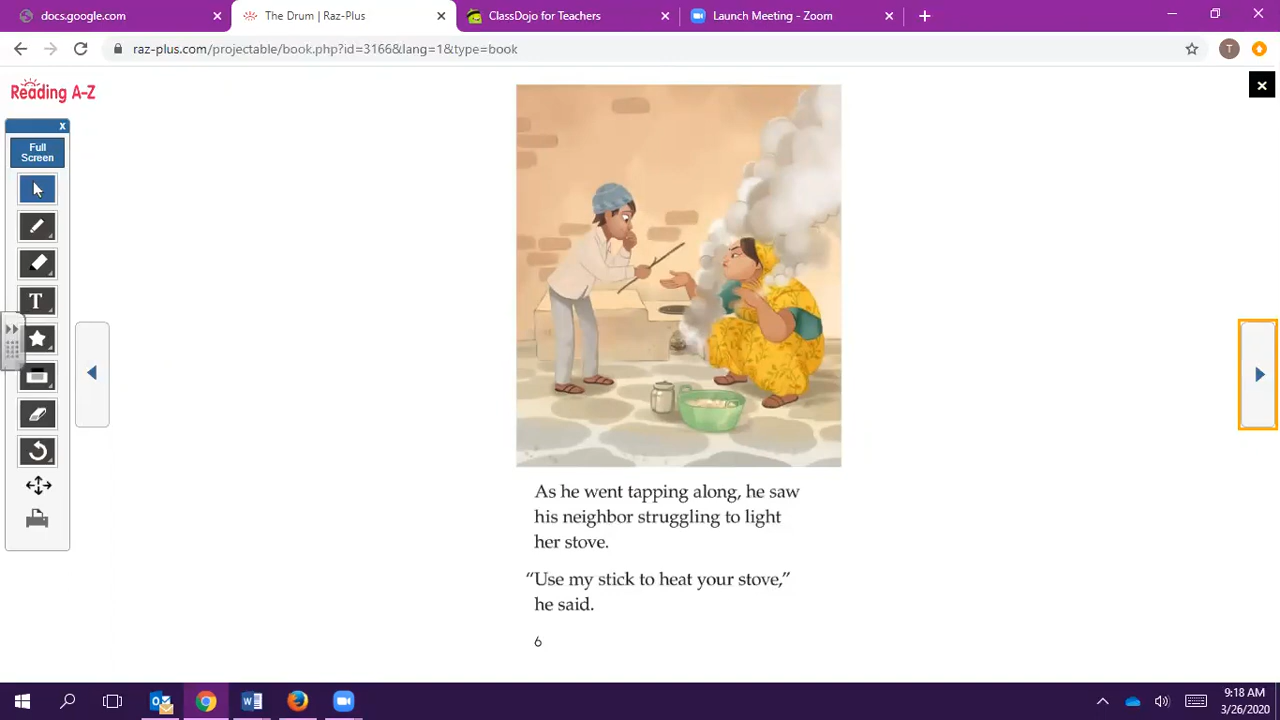 docs.google.com
The Drum | Raz-Plus
ClassDojo for Teachers
Launch Meeting - Zoom
raz-plus.com/projectable/book.php?id=3166&lang=1&type=book
T
Reading A-Z
x
Full
Screen
T
As he went tapping along, he saw
his neighbor struggling to light
her stove.
“Use my stick to heat your stove,”
he said.
6
9:18 AM
3/26/2020